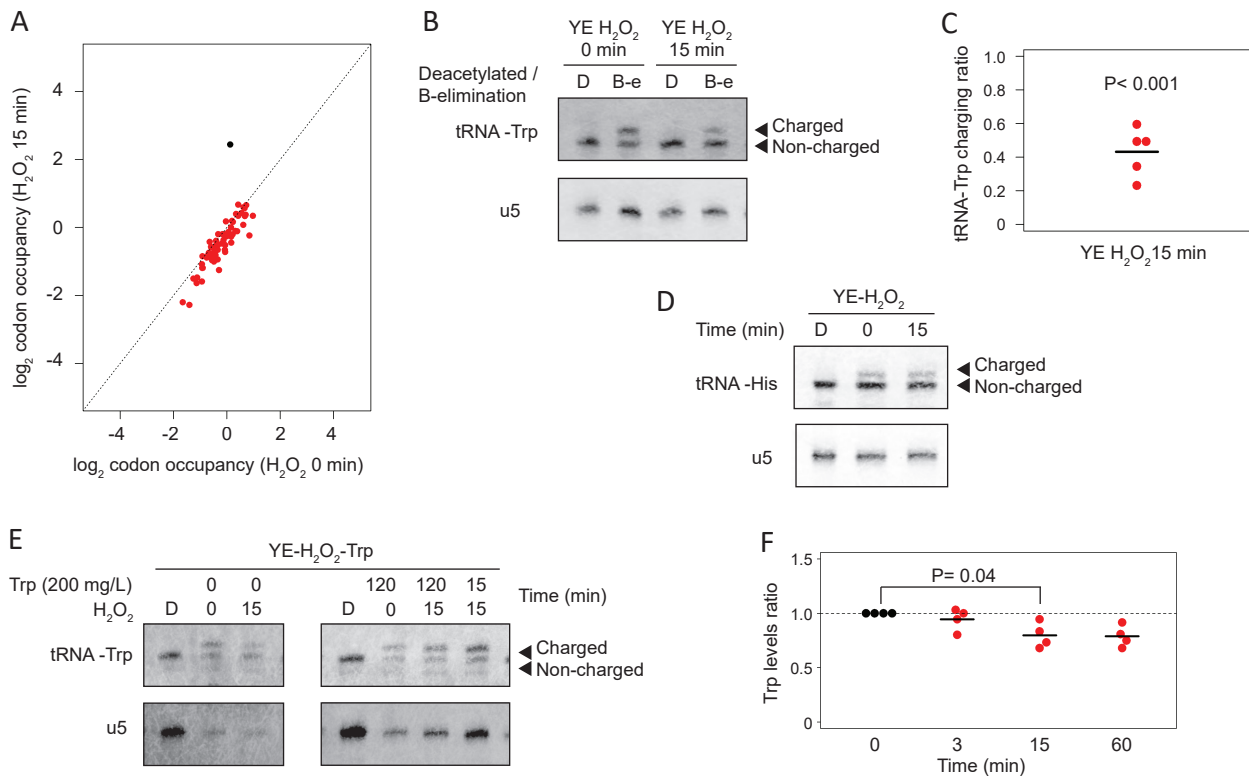 A
log₂ codon occupancy (H₂O₂ 15 min)
4
2
0
-2
-4
-4 -2 0 2 4
log₂ codon occupancy (H₂O₂ 0 min)
B
YE H₂O₂ YE H₂O₂
0 min 15 min
Deacetylated / D B-e D B-e
B-elimination
tRNA -Trp
Charged
Non-charged
u5
C
tRNA-Trp charging ratio
1.0
0.8
0.6
0.4
0.2
0
P< 0.001
YE H₂O₂15 min
D
YE-H₂O₂
Time (min) D 0 15
tRNA -His
Charged
Non-charged
u5
E
YE-H₂O₂-Trp
Trp (200 mg/L) 0 0 120 120 15
H₂O₂ D 0 15 D 0 15 15
Time (min)
tRNA -Trp
Charged
Non-charged
u5
F
Trp levels ratio
1.5
1.0
0.5
0
P= 0.04
0 3 15 60
Time (min)